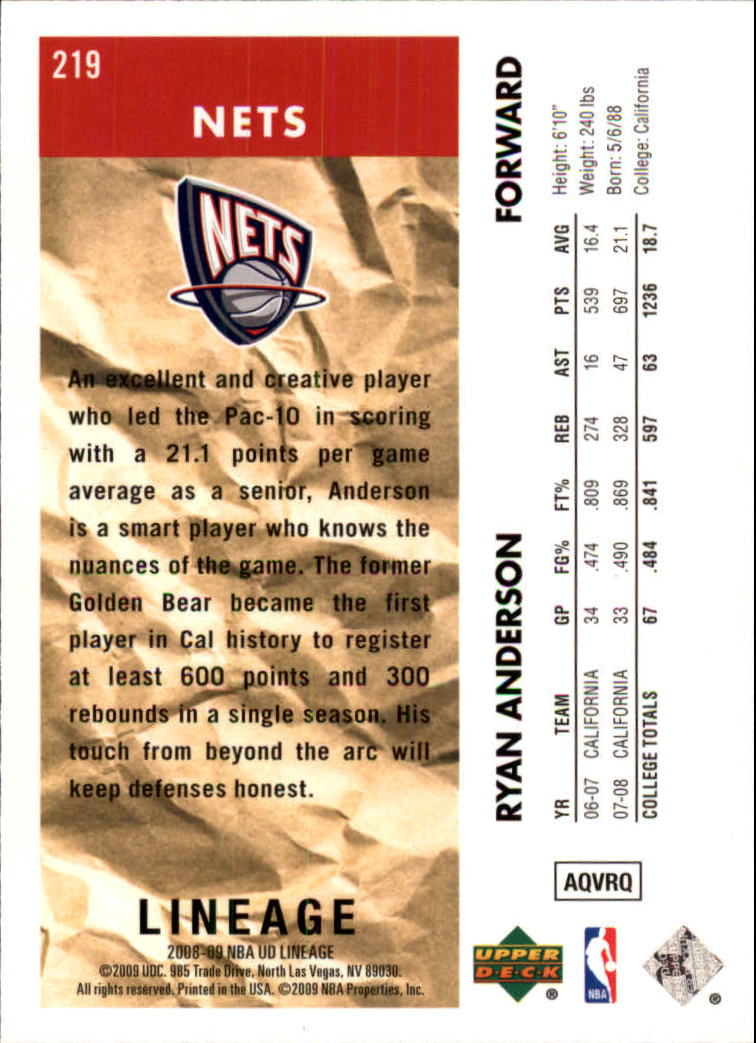 219
NETS
NETS
An excellent and creative player
who led the Pac-10 in scoring
with a 21.1 points per game
average as a senior, Anderson
is a smart player who knows the
nuances of the game. The former
Golden Bear became the first
player in Cal history to register
at least 600 points and 300
rebounds in a single season. His
touch from beyond the arc will
keep defenses honest.
LINEAGE
2008-09 NBA UD LINEAGE
©2009 UDC. 985 Trade Drive, North Las Vegas, NV 89030.
All rights reserved. Printed in the USA. ©2009 NBA Properties, Inc.
RYAN ANDERSON FORWARD
YR TEAM GP FG% FT% REB AST PTS AVG
06-07 CALIFORNIA 34 .474 .809 274 16 539 16.4
07-08 CALIFORNIA 33 .490 .869 328 47 697 21.1
COLLEGE TOTALS 67 .484 .841 597 63 1236 18.7
Height: 6'10"
Weight: 240 lbs
Born: 5/6/88
College: California
AQVRQ
UPPER
DECK
®
NBA
®